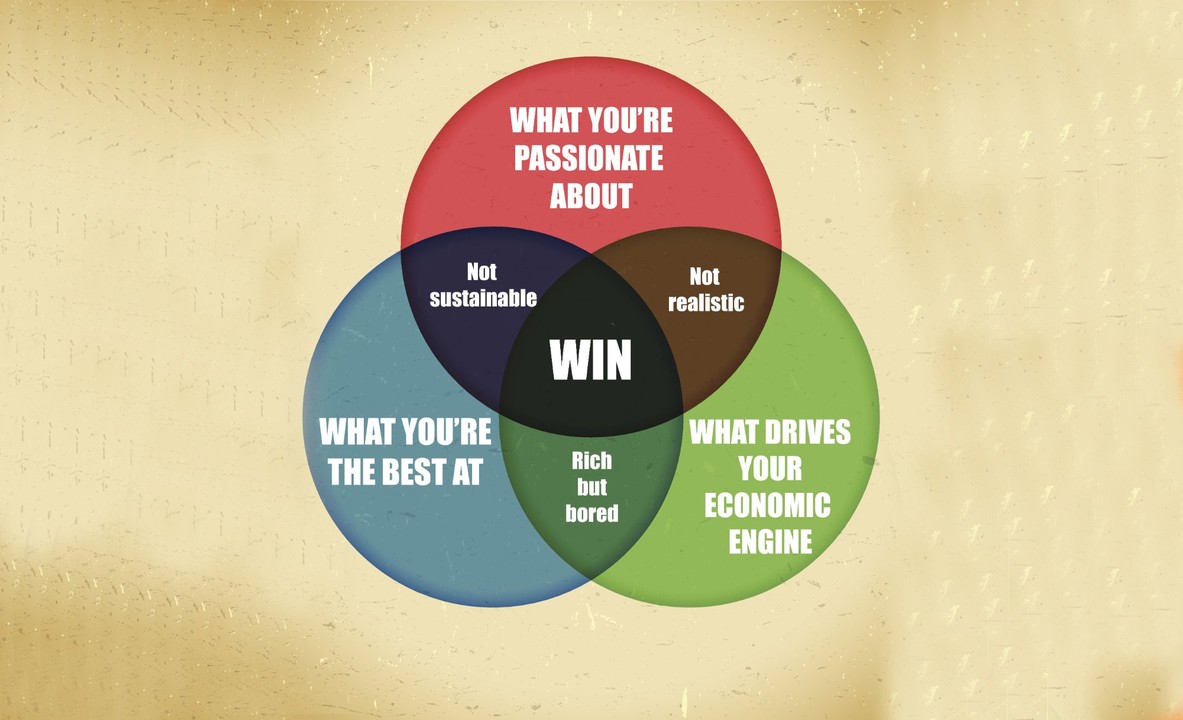 WHAT YOU'RE
PASSIONATE
ABOUT
Not
sustainable
Not
realistic
WIN
WHAT YOU'RE
THE BEST AT
WHAT DRIVES
YOUR
ECONOMIC
ENGINE
Rich
but
bored